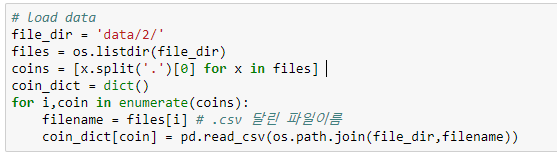 # load data
file_dir = 'data/2/'
files = os.listdir(file_dir)
coins = [x.split('.')[0] for x in files]
coin_dict = dict()
for i,coin in enumerate(coins):
    filename = files[i] # .csv 달린 파일이름
    coin_dict[coin] = pd.read_csv(os.path.join(file_dir,filename))